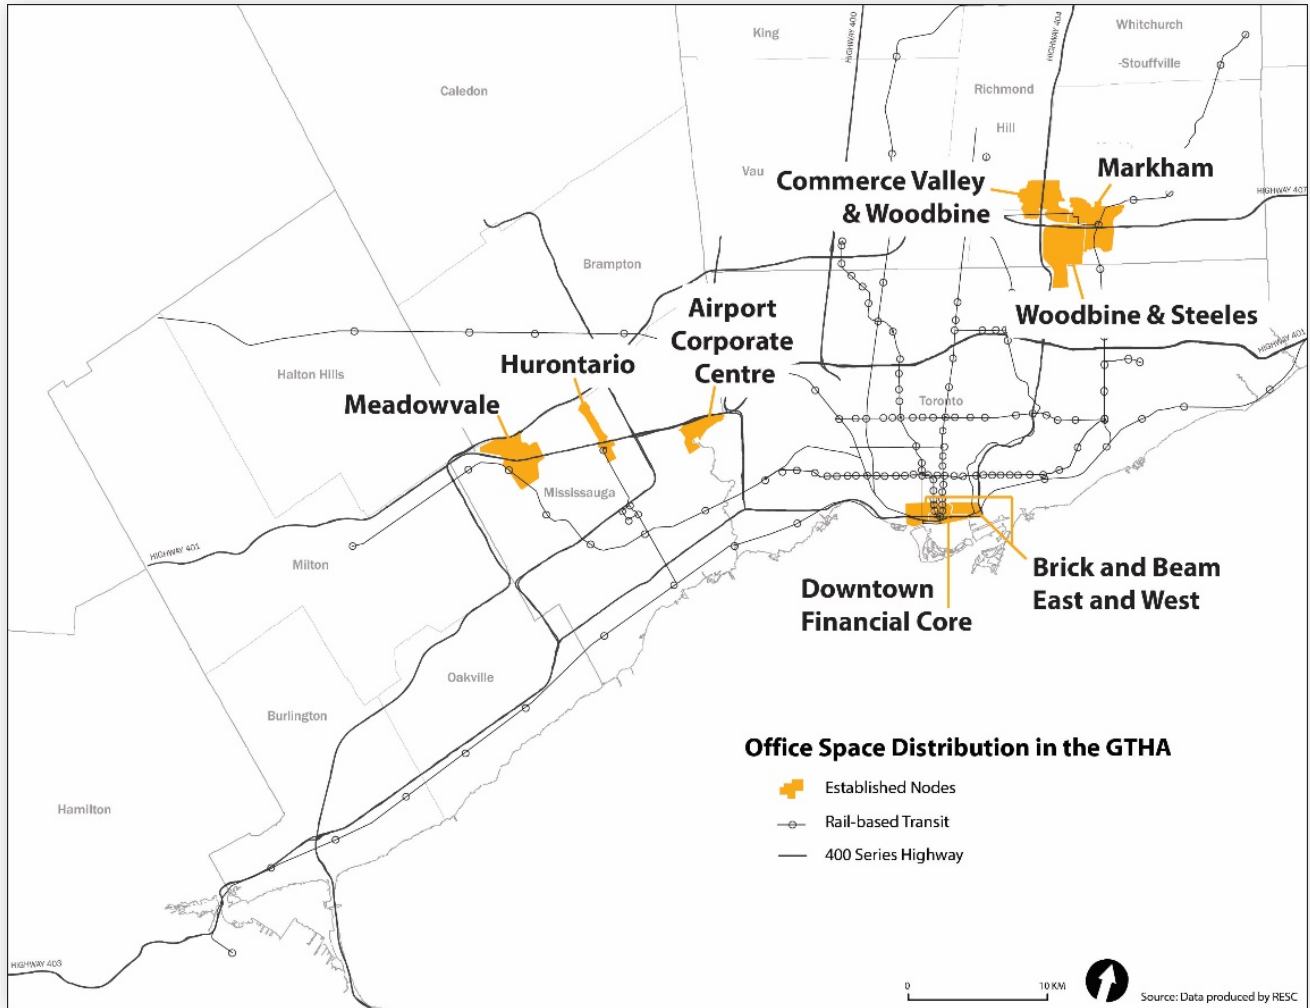 King
HIGHWAY 400
HIGHWAY 404
Whitchurch
-Stouffville
Caledon
Richmond
Hill
Vau
Commerce Valley
& Woodbine
Markham
HIGHWAY 407
Brampton
Woodbine & Steeles
Airport
Corporate
Centre
HIGHWAY 401
Hurontario
Halton Hills
Meadowvale
Toronto
Mississauga
HIGHWAY 401
Milton
Downtown
Financial Core
Brick and Beam
East and West
Oakville
Burlington
Hamilton
Office Space Distribution in the GTHA
Established Nodes
Rail-based Transit
400 Series Highway
HIGHWAY 403
0 10 KM
Source: Data produced by RESC